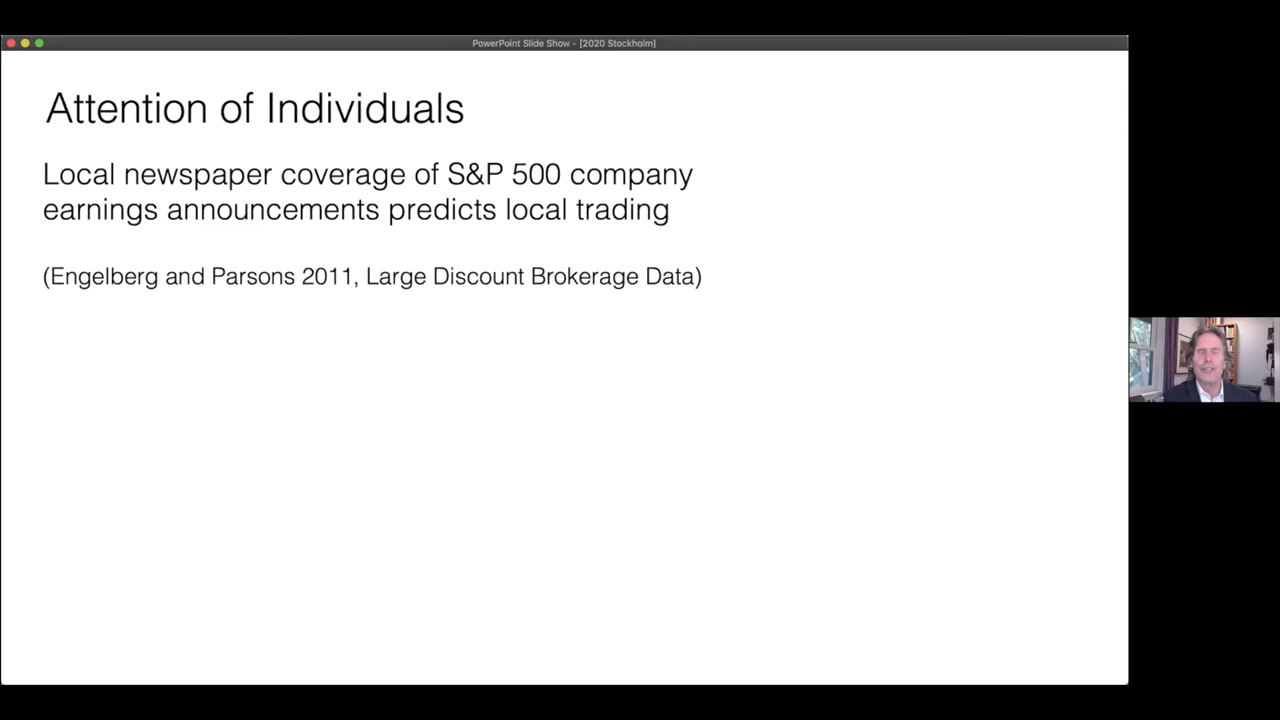 PowerPoint Slide Show - [2020 Stockholm]
Attention of Individuals
Local newspaper coverage of S&P 500 company
earnings announcements predicts local trading
(Engelberg and Parsons 2011, Large Discount Brokerage Data)